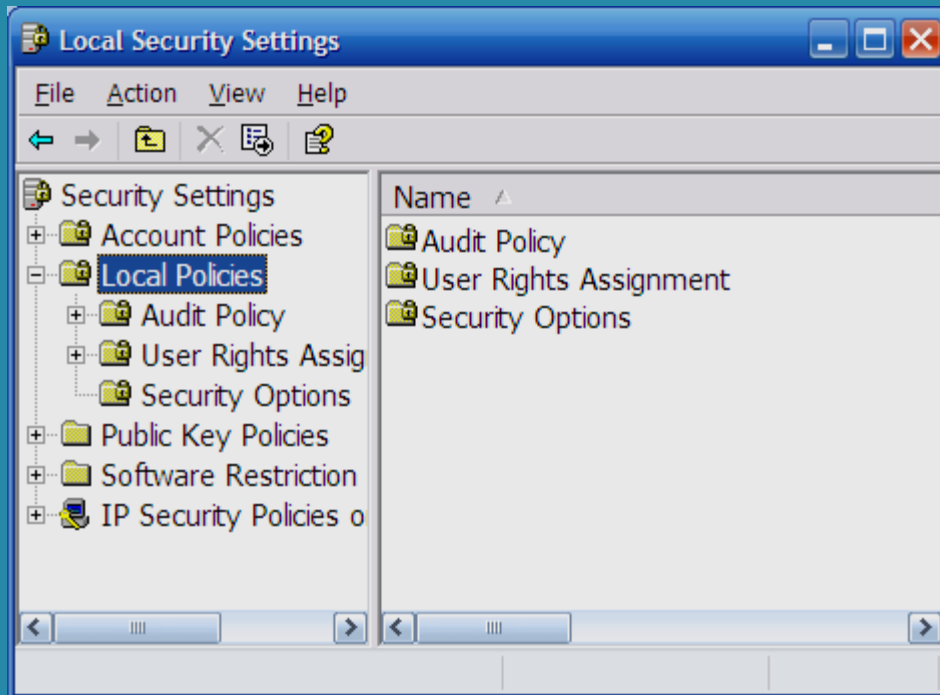 Local Security Settings
File Action View Help
Security Settings
Account Policies
Local Policies
Audit Policy
User Rights Assig
Security Options
Public Key Policies
Software Restriction
IP Security Policies o
Name
Audit Policy
User Rights Assignment
Security Options